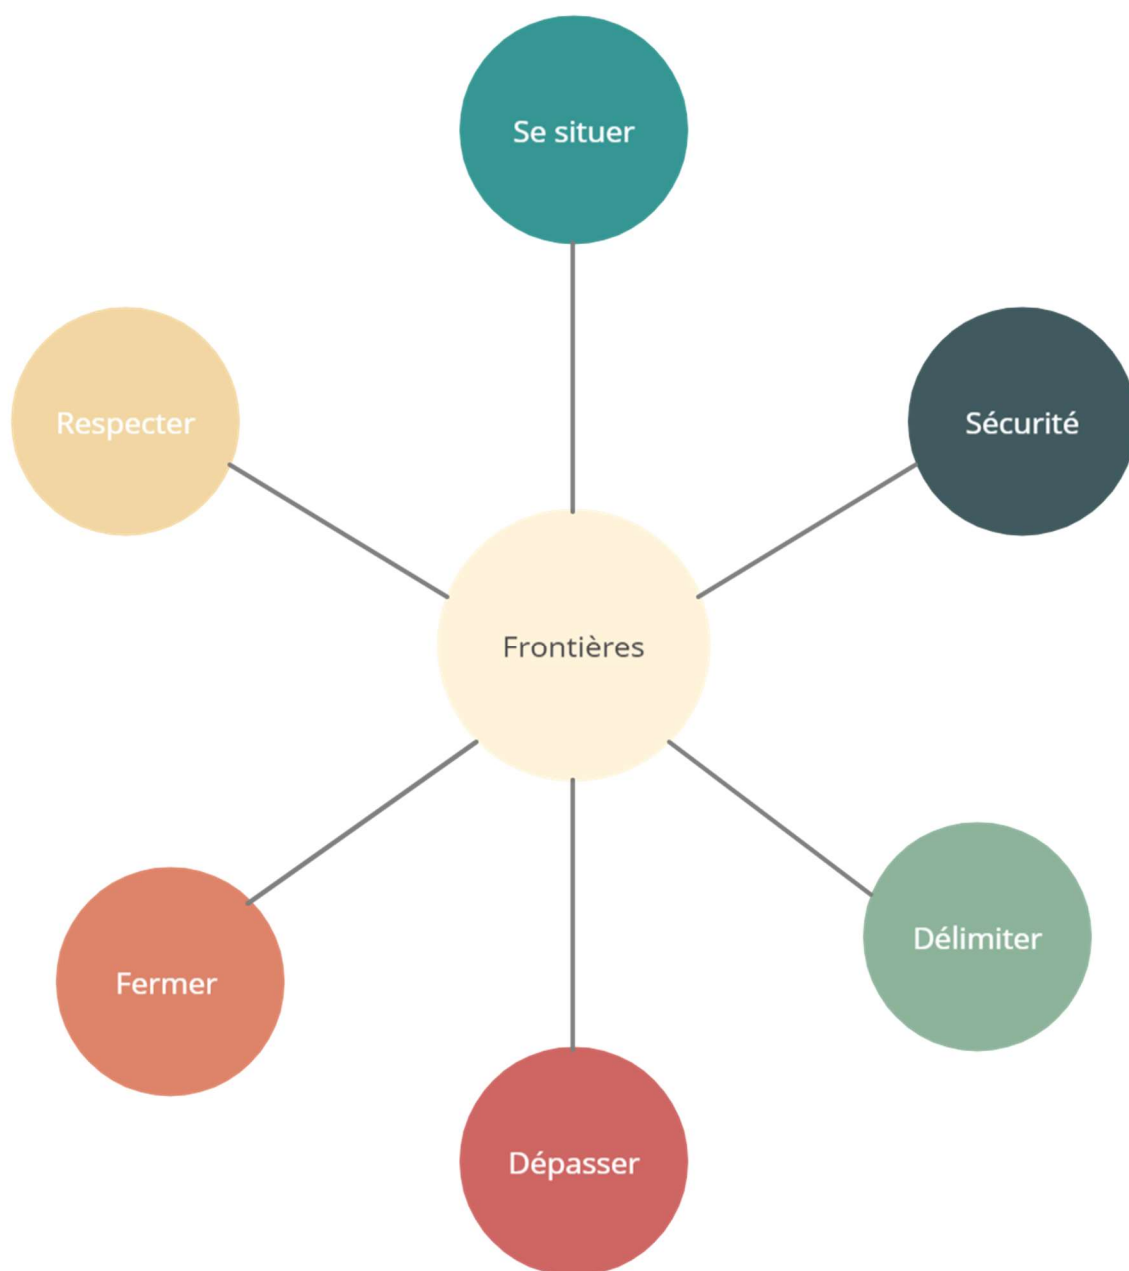 Se situer
Respecter
Sécurité
Frontières
Délimiter
Fermer
Dépasser